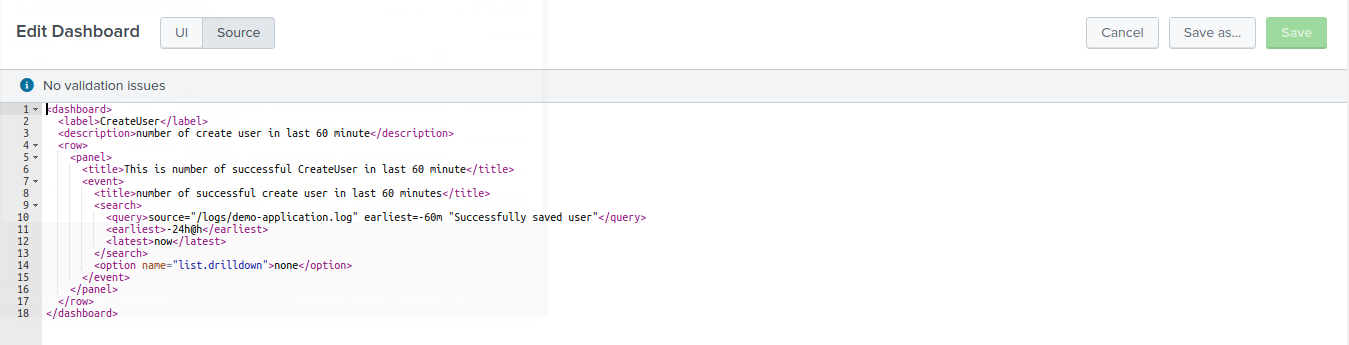 Edit Dashboard UI Source Cancel Save as... Save
No validation issues
1 <dashboard>
2 <label>CreateUser</label>
3 <description>number of create user in last 60 minute</description>
4 <row>
5 <panel>
6 <title>This is number of successful CreateUser in last 60 minute</title>
7 <event>
8 <title>number of successful create user in last 60 minutes</title>
9 <search>
10 <query>source="/logs/demo-application.log" earliest=-60m "Successfully saved user"</query>
11 <earliest>-24h@h</earliest>
12 <latest>now</latest>
13 </search>
14 <option name="list.drilldown">none</option>
15 </event>
16 </panel>
17 </row>
18 </dashboard>